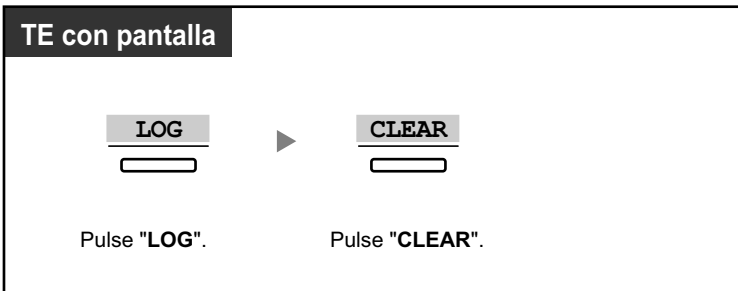 TE con pantalla
LOG
CLEAR
Pulse "LOG".
Pulse "CLEAR".